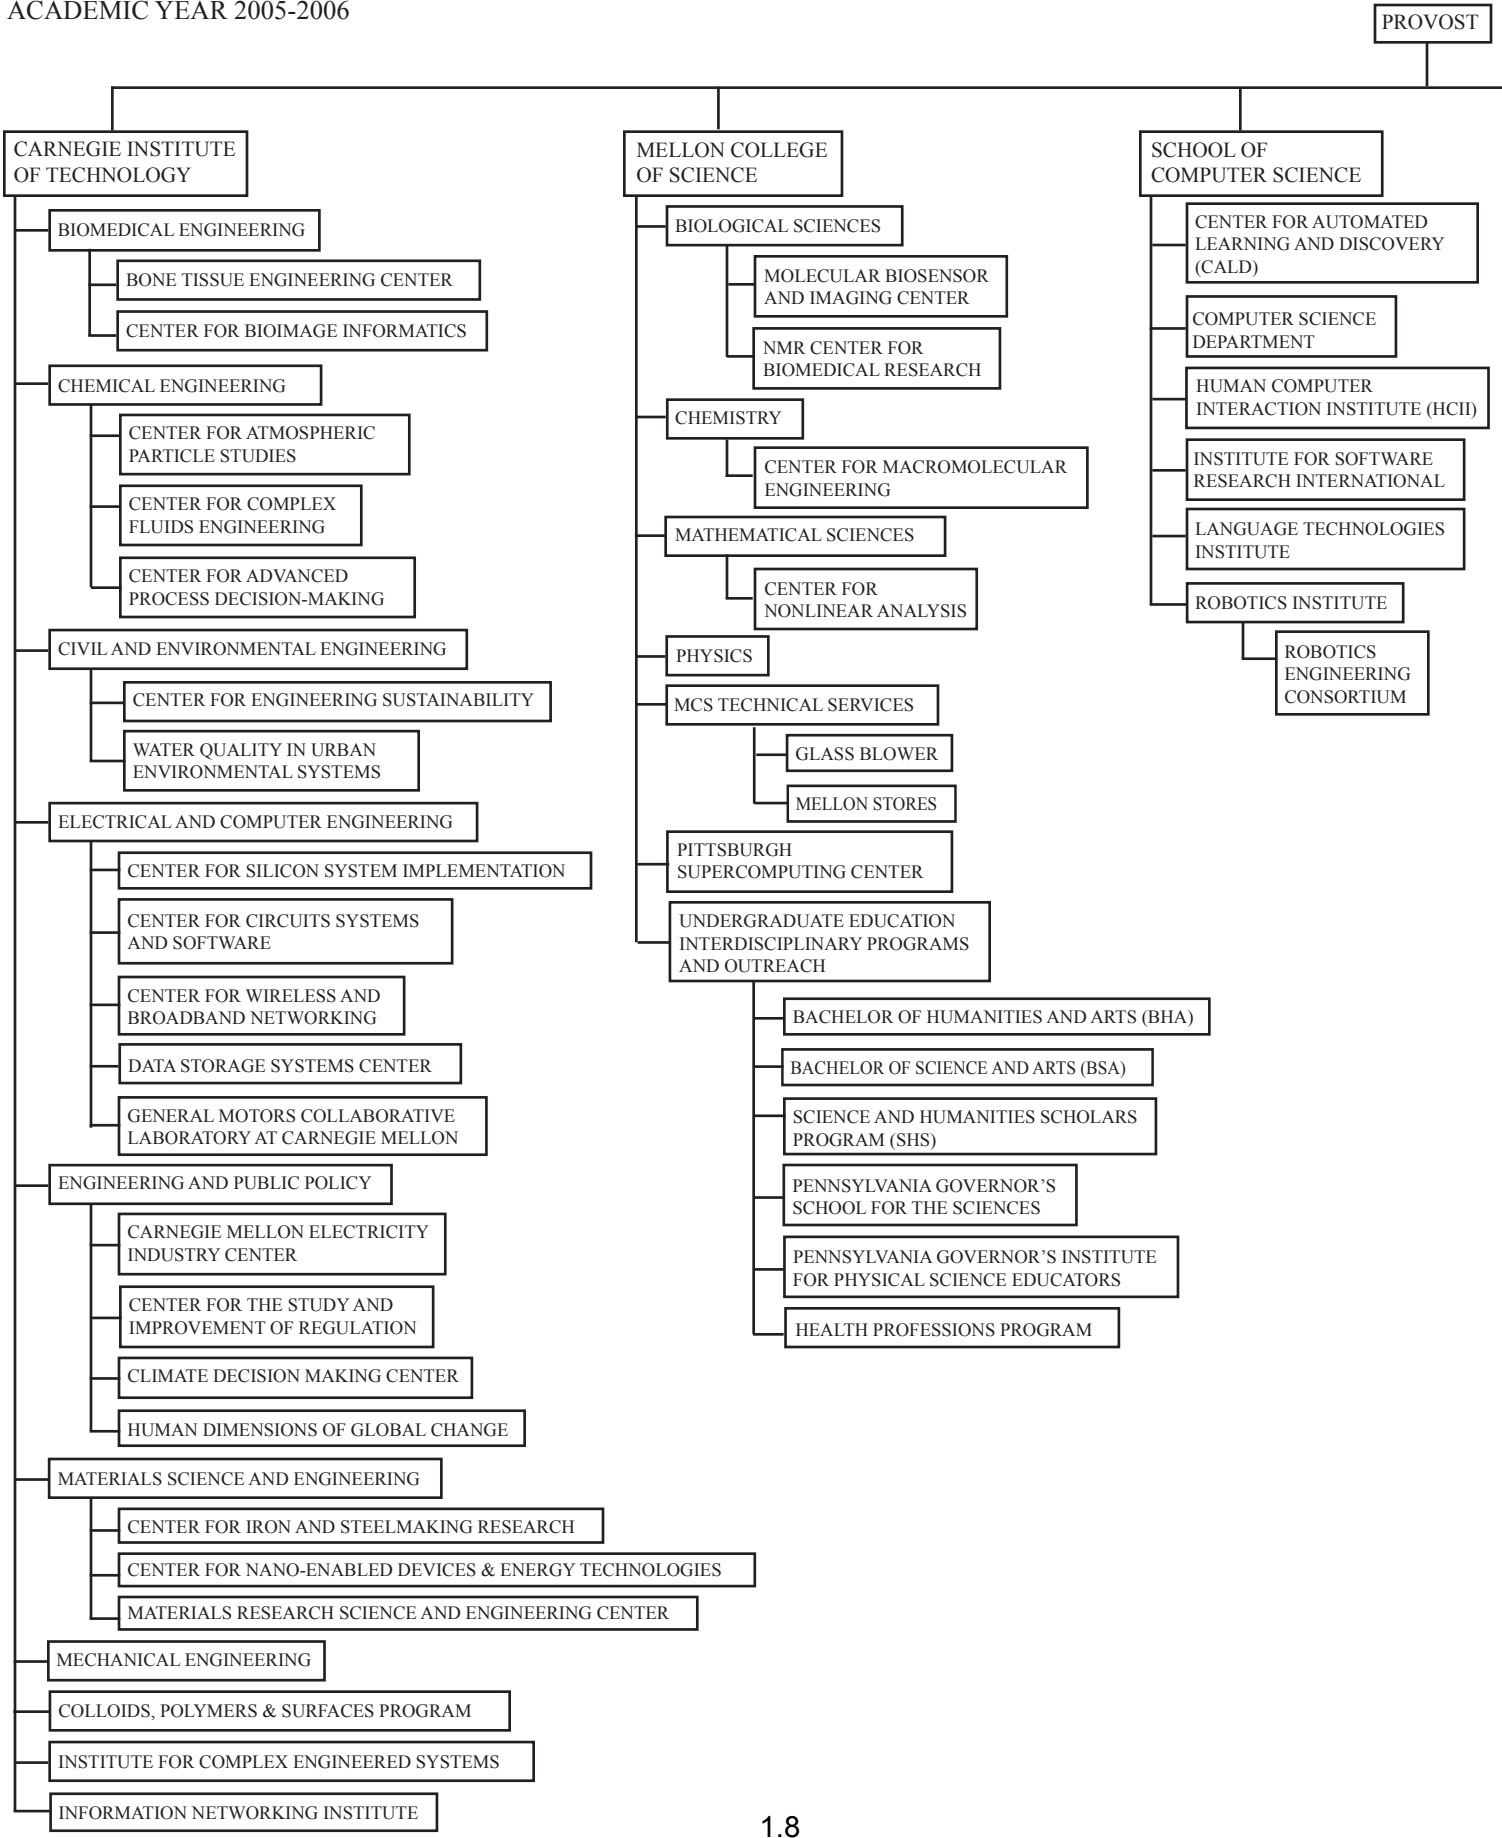 ACADEMIC YEAR 2005-2006
PROVOST
CARNEGIE INSTITUTE
OF TECHNOLOGY
BIOMEDICAL ENGINEERING
BONE TISSUE ENGINEERING CENTER
CENTER FOR BIOIMAGE INFORMATICS
CHEMICAL ENGINEERING
CENTER FOR ATMOSPHERIC
PARTICLE STUDIES
CENTER FOR COMPLEX
FLUIDS ENGINEERING
CENTER FOR ADVANCED
PROCESS DECISION-MAKING
CIVIL AND ENVIRONMENTAL ENGINEERING
CENTER FOR ENGINEERING SUSTAINABILITY
WATER QUALITY IN URBAN
ENVIRONMENTAL SYSTEMS
ELECTRICAL AND COMPUTER ENGINEERING
CENTER FOR SILICON SYSTEM IMPLEMENTATION
CENTER FOR CIRCUITS SYSTEMS
AND SOFTWARE
CENTER FOR WIRELESS AND
BROADBAND NETWORKING
DATA STORAGE SYSTEMS CENTER
GENERAL MOTORS COLLABORATIVE
LABORATORY AT CARNEGIE MELLON
ENGINEERING AND PUBLIC POLICY
CARNEGIE MELLON ELECTRICITY
INDUSTRY CENTER
CENTER FOR THE STUDY AND
IMPROVEMENT OF REGULATION
CLIMATE DECISION MAKING CENTER
HUMAN DIMENSIONS OF GLOBAL CHANGE
MATERIALS SCIENCE AND ENGINEERING
CENTER FOR IRON AND STEELMAKING RESEARCH
CENTER FOR NANO-ENABLED DEVICES & ENERGY TECHNOLOGIES
MATERIALS RESEARCH SCIENCE AND ENGINEERING CENTER
MECHANICAL ENGINEERING
COLLOIDS, POLYMERS & SURFACES PROGRAM
INSTITUTE FOR COMPLEX ENGINEERED SYSTEMS
INFORMATION NETWORKING INSTITUTE
MELLON COLLEGE
OF SCIENCE
BIOLOGICAL SCIENCES
MOLECULAR BIOSENSOR
AND IMAGING CENTER
NMR CENTER FOR
BIOMEDICAL RESEARCH
CHEMISTRY
CENTER FOR MACROMOLECULAR
ENGINEERING
MATHEMATICAL SCIENCES
CENTER FOR
NONLINEAR ANALYSIS
PHYSICS
MCS TECHNICAL SERVICES
GLASS BLOWER
MELLON STORES
PITTSBURGH
SUPERCOMPUTING CENTER
UNDERGRADUATE EDUCATION
INTERDISCIPLINARY PROGRAMS
AND OUTREACH
BACHELOR OF HUMANITIES AND ARTS (BHA)
BACHELOR OF SCIENCE AND ARTS (BSA)
SCIENCE AND HUMANITIES SCHOLARS
PROGRAM (SHS)
PENNSYLVANIA GOVERNOR’S
SCHOOL FOR THE SCIENCES
PENNSYLVANIA GOVERNOR’S INSTITUTE
FOR PHYSICAL SCIENCE EDUCATORS
HEALTH PROFESSIONS PROGRAM
SCHOOL OF
COMPUTER SCIENCE
CENTER FOR AUTOMATED
LEARNING AND DISCOVERY
(CALD)
COMPUTER SCIENCE
DEPARTMENT
HUMAN COMPUTER
INTERACTION INSTITUTE (HCII)
INSTITUTE FOR SOFTWARE
RESEARCH INTERNATIONAL
LANGUAGE TECHNOLOGIES
INSTITUTE
ROBOTICS INSTITUTE
ROBOTICS
ENGINEERING
CONSORTIUM
1.8